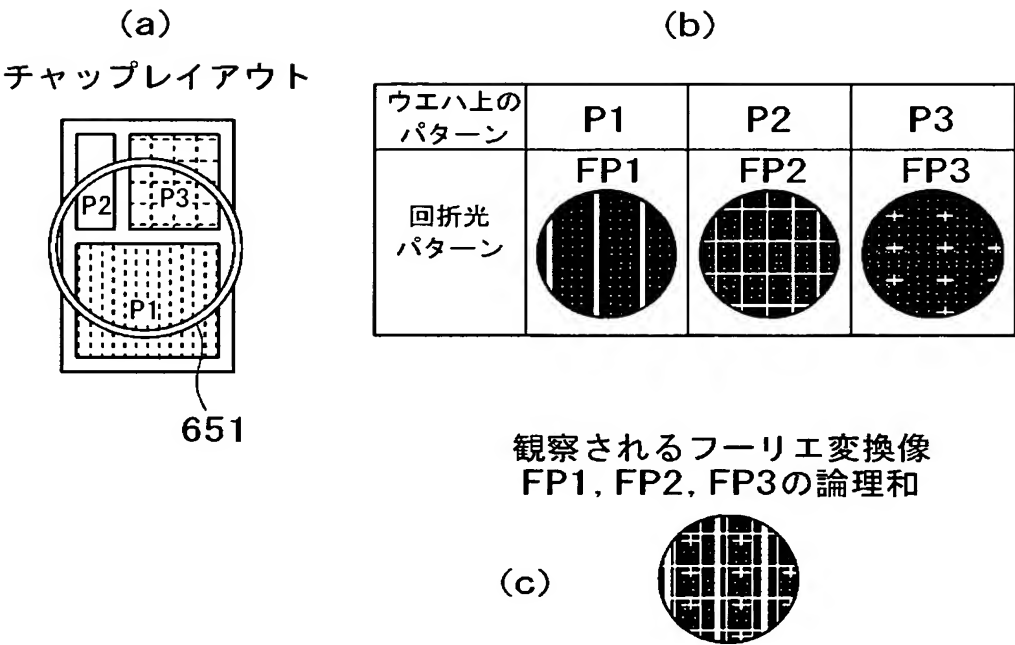 (a)
チャップレイアウト
P2
P3
P1
651
(b)
ウエハ上の
パターン
P1
P2
P3
回折光
パターン
FP1
FP2
FP3
観察されるフーリエ変換像
FP1, FP2, FP3の論理和
(c)